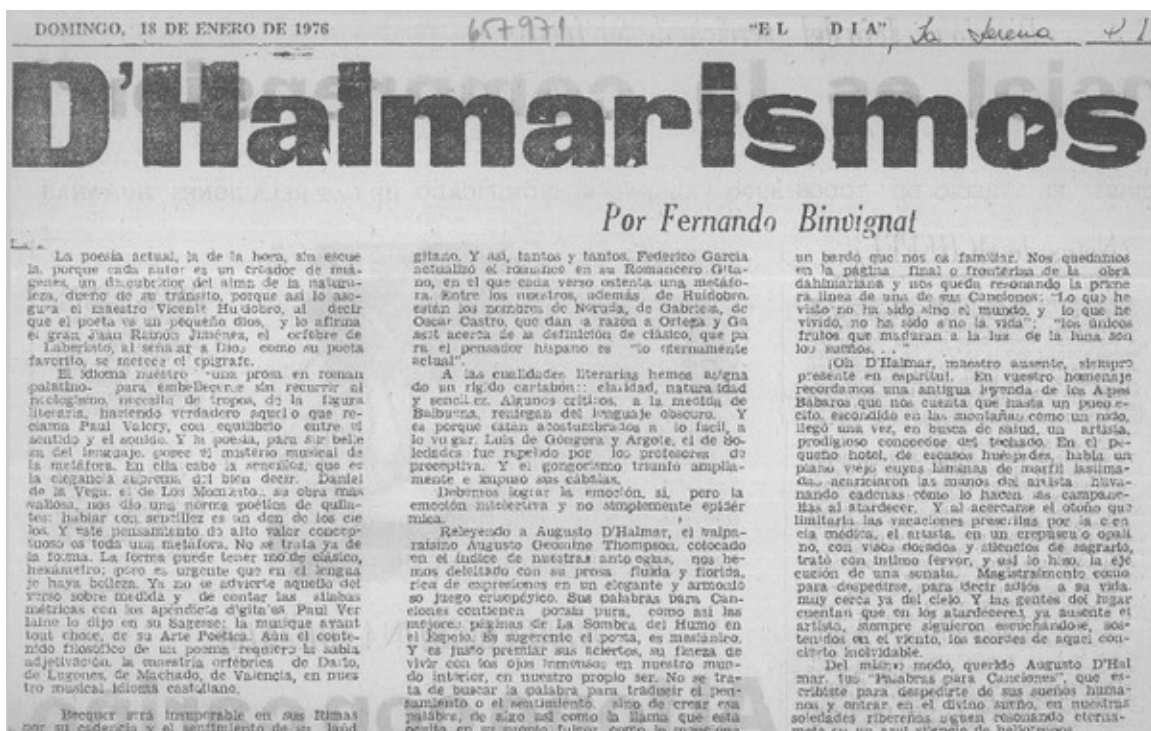 DOMINGO, 18 DE ENERO DE 1976
657971
"EL DIA", La Serena P. 1
D'Halmarismos
Por Fernando Binvignat
La poesía actual, la de la hora, sin escue
la, porque cada autor es un creador de imá-
genes, un descubridor del alma de la natura-
leza, dueño de su tránsito, porque así lo ase-
gura el maestro Vicente Huidobro, al decir
que el poeta es un pequeño dios, y lo afirma
el gran Juan Ramón Jiménez, el orfebre de
Laberinto, al señalar a Dios como su poeta
favorito, se merece el epígrafe.
El idioma nuestro una prosa en roman
palatino- para embellecerse sin recurrir al
neologismo, necesita de tropos, de la figura
literaria, haciendo verdadero aquello que re-
clama Paul Valery, con equilibrio entre el
sentido y el sonido. Y la poesía, para ser belle
za del lenguaje, posee el misterio musical de
la metáfora. En ella cabe la sencillez, que es
la elegancia suprema del bien decir. Daniel
de la Vega, el de Los Momentos, su obra más
valiosa, nos dio una norma poética de quila-
tes: hablar con sencillez es un don de los cie
los. Y este pensamiento de alto valor concep-
tuoso es toda una metáfora. No se trata ya de
la forma. La forma puede tener molde clásico,
hexámetro; pero es urgente que en el lengua
je haya belleza. Ya no se advierte aquello del
verso sobre medida y de contar las sílabas
métricas con los apéndices digitales. Paul Ver
laine lo dijo en su Sagesse: la musique avant
tout chose, de su Arte Poética. Aún el conte-
nido filosófico de un poema requiere la sabia
adjetivación, la maestría orfébrica de Darío,
de Lugones, de Machado, de Valencia, en nues
tro musical idioma castellano.
Becquer será insuperable en sus Rimas
por su cadencia y el sentimiento de su
gitano. Y así, tantos y tantos. Federico García
actualizó el romance en su Romancero Gita-
no, en el que cada verso ostenta una metáfo-
ra. Entre los nuestros, además de Huidobro
están los nombres de Neruda, de Gabriela, de
Oscar Castro, que dan la razón a Ortega y Ga
sset acerca de la definición de clásico, que pa
ra el pensador hispano es "lo eternamente
actual".
A las cualidades literarias hemos asigna
do un rígido cartabón: claridad, naturalidad
y sencillez. Algunos críticos, a la medida de
Balbuena, reniegan del lenguaje obscuro. Y
es porque están acostumbrados a lo fácil, a
lo vulgar. Luis de Góngora y Argote, el de So-
ledades fue repelido por los profesores de
preceptiva. Y el gongorismo triunfó amplia-
mente e impuso sus cábalas.
Debemos lograr la emoción, sí, pero la
emoción intelectiva y no simplemente epidér
mica.
Releyendo a Augusto D'Halmar, el valpa-
raisino Augusto Geonimo Thompson, colocado
en el índice de nuestras antologías, nos he-
mos deleitado con su prosa fluida y florida,
rica de expresiones en un elegante y armonio
so juego crisopéyico. Sus palabras para Can-
ciones contienen poesía pura, como así las
mejores páginas de La Sombra del Humo en
el Espejo. Es sugerente el poeta, es mesiánico.
Y es justo premiar sus aciertos, su fineza de
vivir con los ojos inmensos en nuestro mun-
do interior, en nuestro propio ser. No se tra-
ta de buscar la palabra para traducir el pen-
samiento o el sentimiento, sino de crear esa
palabra, de algo así como la llama que está
oculta en su propio fulgor como
un bardo que nos es familiar. Nos quedamos
en la página final o fronteriza de la obra
dahlmariana y nos queda resonando la prime
ra línea de una de sus Canciones: "Lo que he
visto no ha sido sino el mundo, y lo que he
vivido, no ha sido sino la vida"; "los únicos
frutos que maduran a la luz de la luna son
los sueños..."
¡Oh D'Halmar, maestro ausente, siempre
presente en espíritu!. En vuestro homenaje
recordamos una antigua leyenda de los Alpes
Bábaros que nos cuenta que hasta un pueble-
cito, escondido en las montañas como un nido,
llegó una vez, en busca de salud, un artista,
prodigioso conocedor del teclado. En el pe-
queño hotel, de escasos huéspedes, había un
piano viejo cuyas láminas de marfil lastima-
das, acariciaron las manos del artista hilva-
nando cadenas como lo hacen las campane-
llas al atardecer. Y al acercarse el otoño que
limitaría las vacaciones prescritas por la cien
cia médica, el artista, en un crepúsculo opali
no, con visos dorados y silencios de sagrario,
trató con íntimo fervor, y así lo hizo, la eje
cución de una sonata. Magistralmente como
para despedirse, para decir adiós a su vida,
muy cerca ya del cielo. Y las gentes del lugar
cuentan que en los atardeceres, ya ausente el
artista, siempre siguieron escuchándose, sos-
tenidos en el viento, los acordes de aquel con-
cierto inolvidable.
Del mismo modo, querido Augusto D'Hal
mar, tus "Palabras para Canciones", que es-
cribiste para despedirte de sus sueños huma-
nos y entrar en el divino sueño, en nuestras
soledades ribereñas siguen resonando eterna-
mente en un azul silencio de heliotropos.